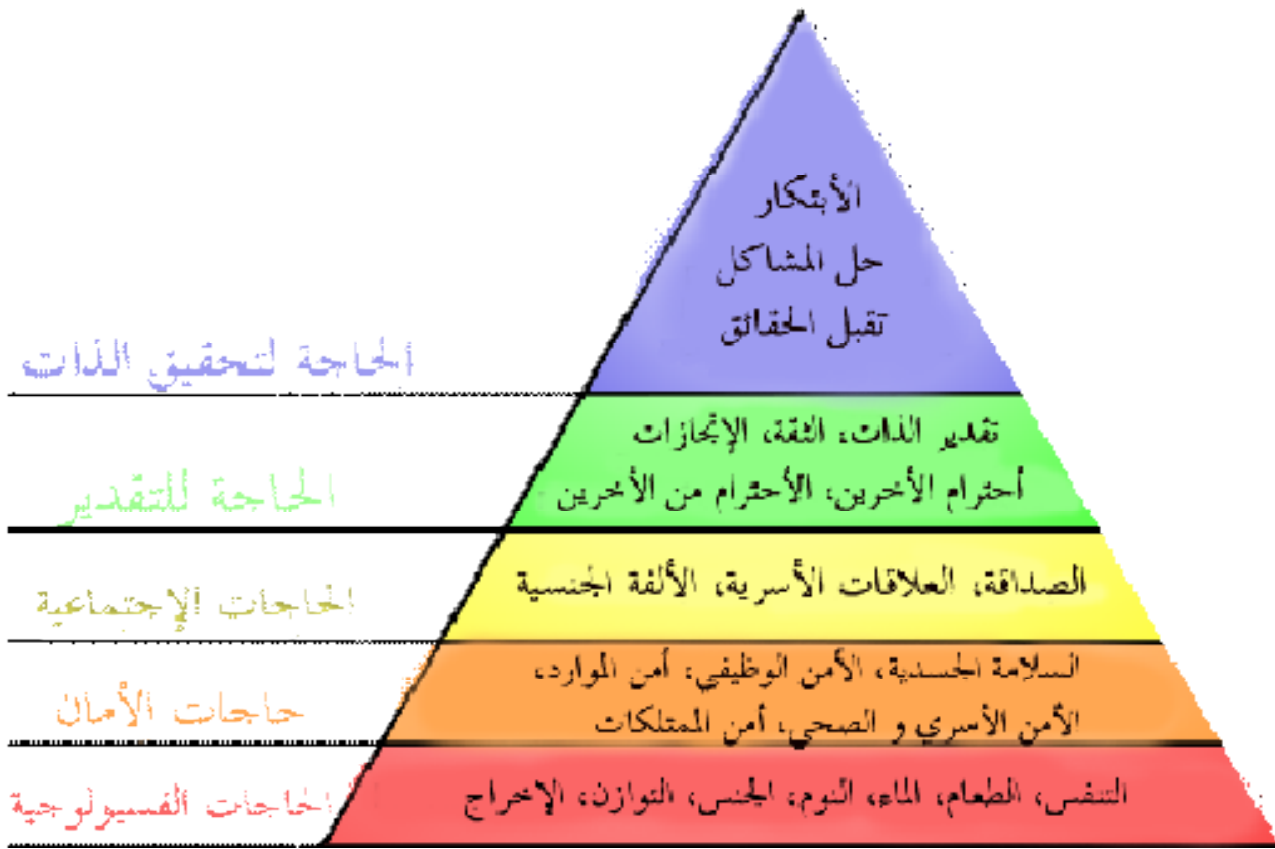 الأبتكار
حل المشاكل
تقبل الحقائق
الحاجة لتحقيق الذات
تقدير الذات، الثقة، الإنجازات
أحترام الأخرين، الأحترام من الأخرين
الحاجة للتقدير
الصداقة، العلاقات الأسرية، الألفة الجنسية
الحاجات الإجتماعية
السلامة الجسدية، الأمن الوظيفي، أمن الموارد،
الأمن الأسري و الصحي، أمن الممتلكات
حاجات الأمان
التنفس، الطعام، الماء، النوم، الجنس، التوازن، الإخراج
الحاجات الفسيولوجية